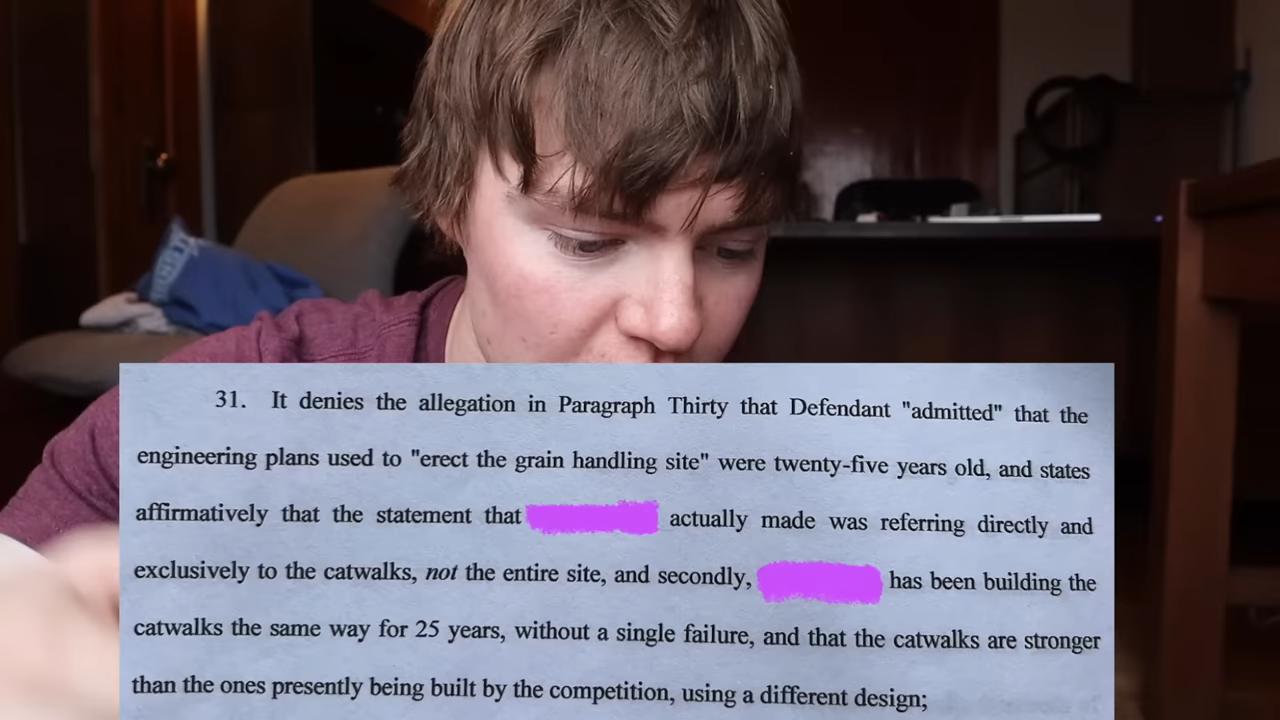 31. It denies the allegation in Paragraph Thirty that Defendant "admitted" that the
engineering plans used to "erect the grain handling site" were twenty-five years old, and states
affirmatively that the statement that actually made was referring directly and
exclusively to the catwalks, not the entire site, and secondly, has been building the
catwalks the same way for 25 years, without a single failure, and that the catwalks are stronger
than the ones presently being built by the competition, using a different design;